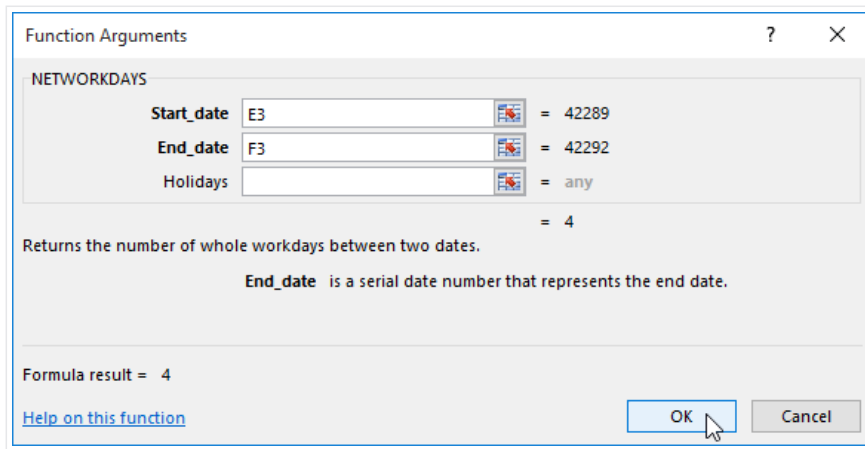 Function Arguments ?
NETWORKDAYS
Start_date E3 = 42289
End_date F3 = 42292
Holidays = any
= 4
Returns the number of whole workdays between two dates.
End_date is a serial date number that represents the end date.
Formula result = 4
Help on this function OK Cancel